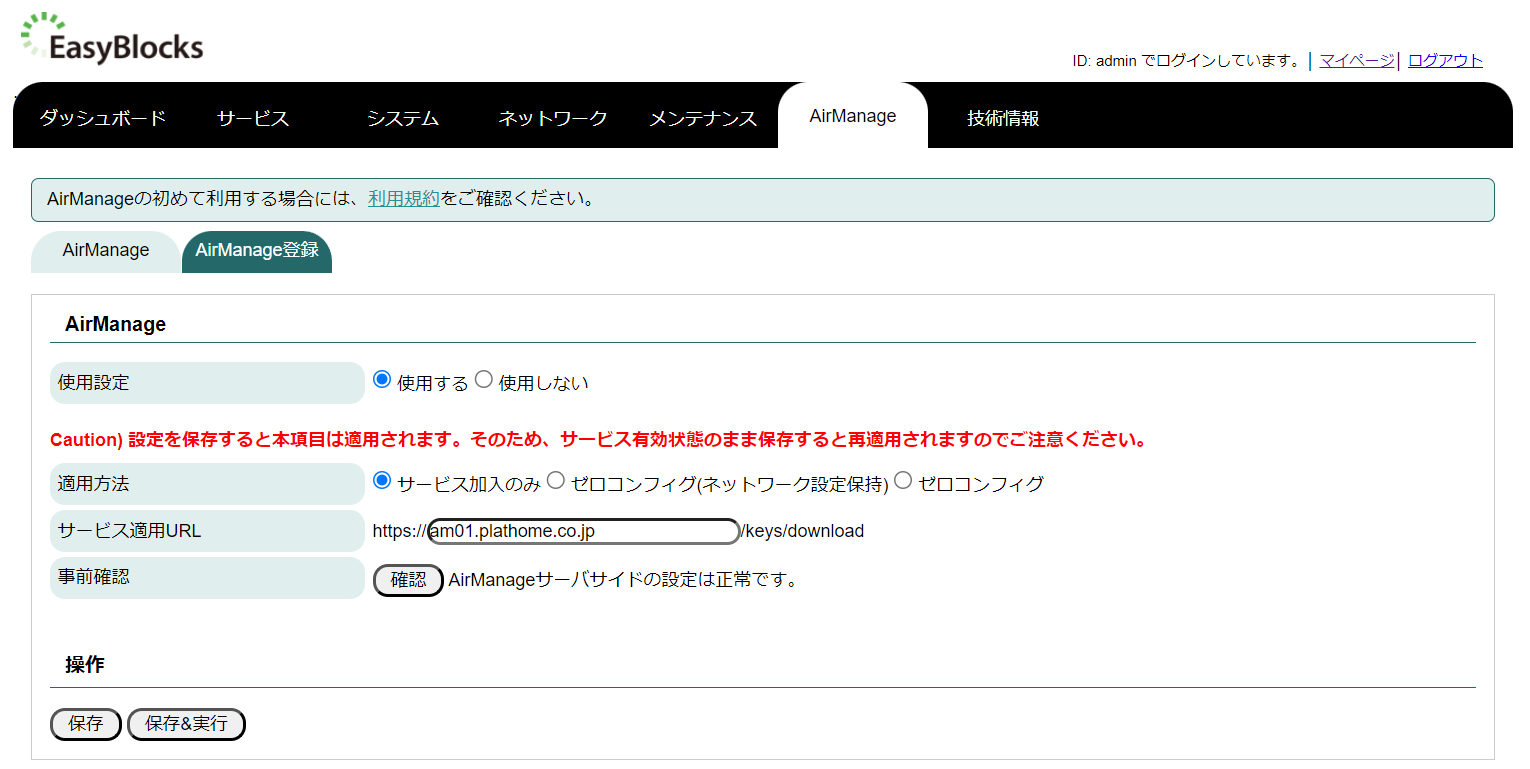 EasyBlocks
ID: admin でログインしています。 | マイページ | ログアウト
ダッシュボード サービス システム ネットワーク メンテナンス AirManage 技術情報
AirManageの初めて利用する場合には、利用規約をご確認ください。
AirManage AirManage登録
AirManage
使用設定 使用する 使用しない
Caution) 設定を保存すると本項目は適用されます。そのため、サービス有効状態のまま保存すると再適用されますのでご注意ください。
適用方法 サービス加入のみ ゼロコンフィグ(ネットワーク設定保持) ゼロコンフィグ
サービス適用URL https://am01.plathome.co.jp/keys/download
事前確認 確認 AirManageサーバサイドの設定は正常です。
操作
保存 保存&実行